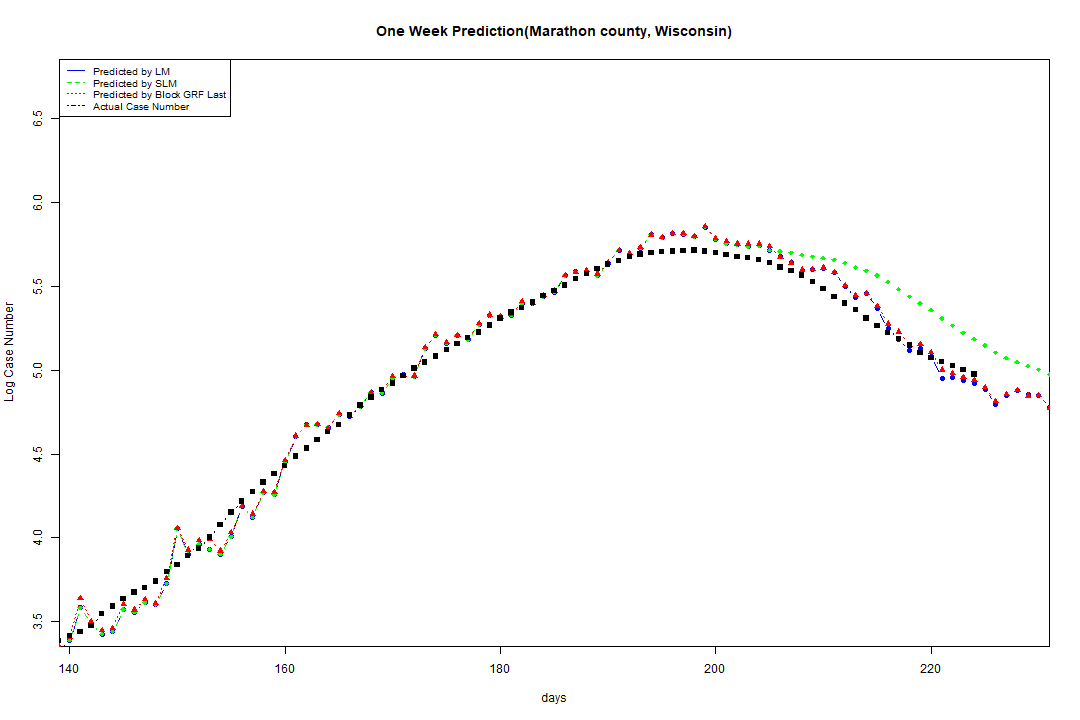 One Week Prediction(Marathon county, Wisconsin)
Predicted by LM
Predicted by SLM
Predicted by Block GRF Last
Actual Case Number
6.5
6.0
5.5
5.0
4.5
4.0
3.5
Log Case Number
140 160 180 200 220
days